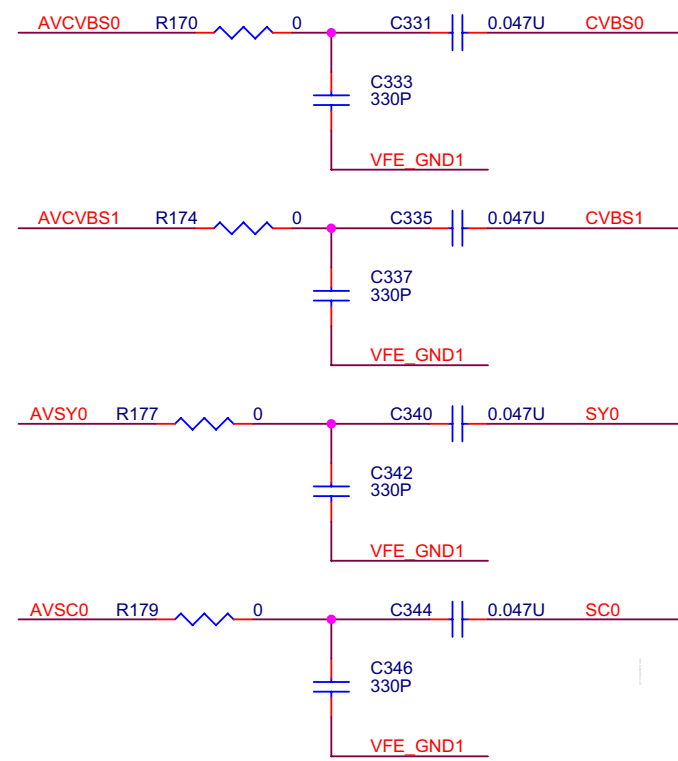 AVCVBS0 R170 0 C331 0.047U CVBS0
C333
330P
VFE_GND1
AVCVBS1 R174 0 C335 0.047U CVBS1
C337
330P
VFE_GND1
AVSY0 R177 0 C340 0.047U SY0
C342
330P
VFE_GND1
AVSC0 R179 0 C344 0.047U SC0
C346
330P
VFE_GND1